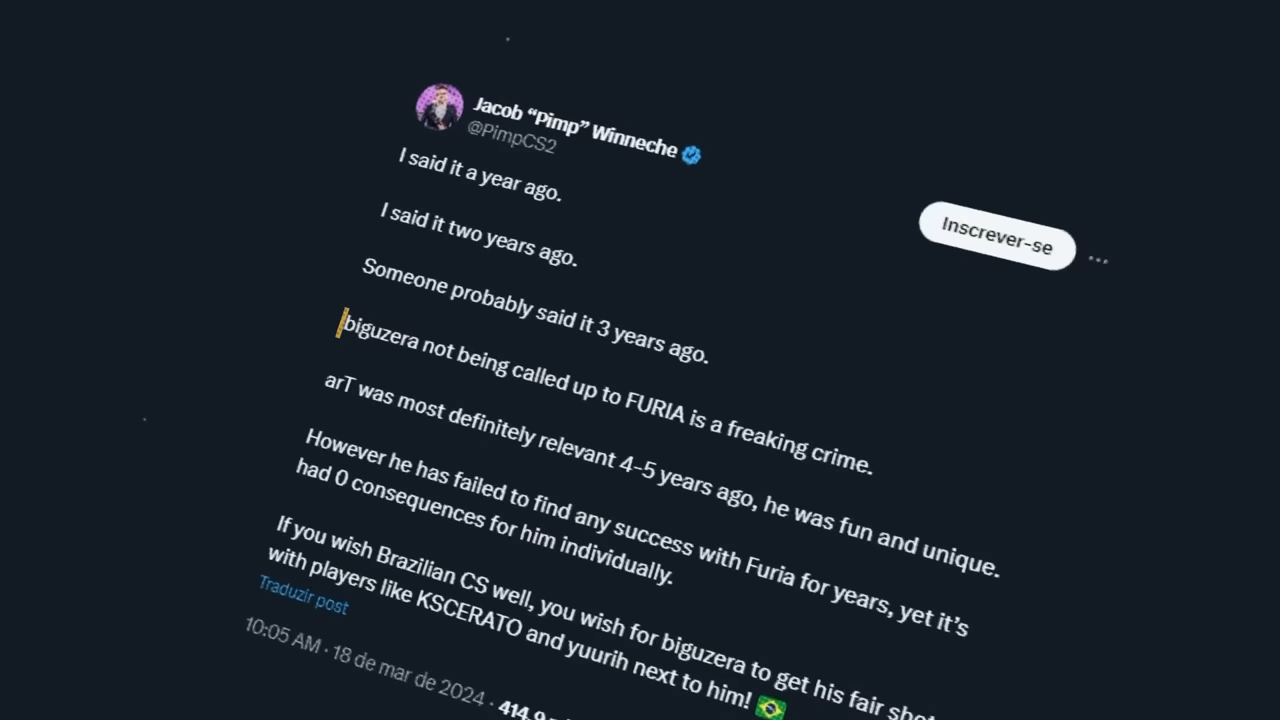 Jacob “Pimp” Winneche
@PimpCS2
Inscrever-se
I said it a year ago.
I said it two years ago.
Someone probably said it 3 years ago.
biguzera not being called up to FURIA is a freaking crime.
arT was most definitely relevant 4-5 years ago, he was fun and unique.
However he has failed to find any success with Furia for years, yet it’s
had 0 consequences for him individually.
If you wish Brazilian CS well, you wish for biguzera to get his fair
with players like KSCERATO and yuurih next to him! 🇧🇷
Traduzir post
10:05 AM · 18 de mar de 2024 ·